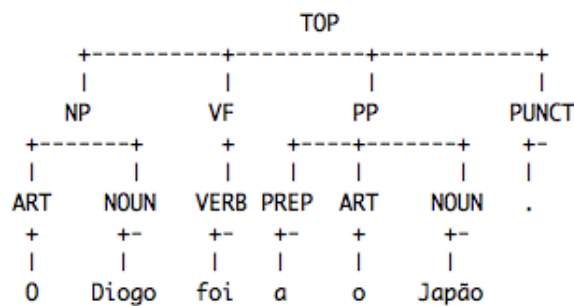 TOP
NP VF PP PUNCT
ART NOUN VERB PREP ART NOUN .
O Diogo foi a o Japão